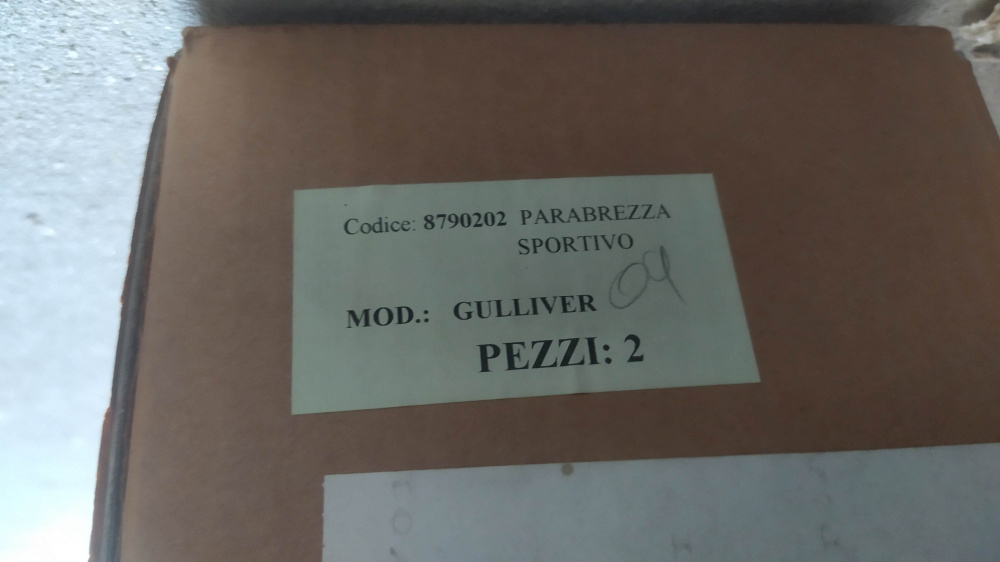 Codice: 8790202 PARABREZZA
SPORTIVO
MOD.: GULLIVER
PEZZI: 2